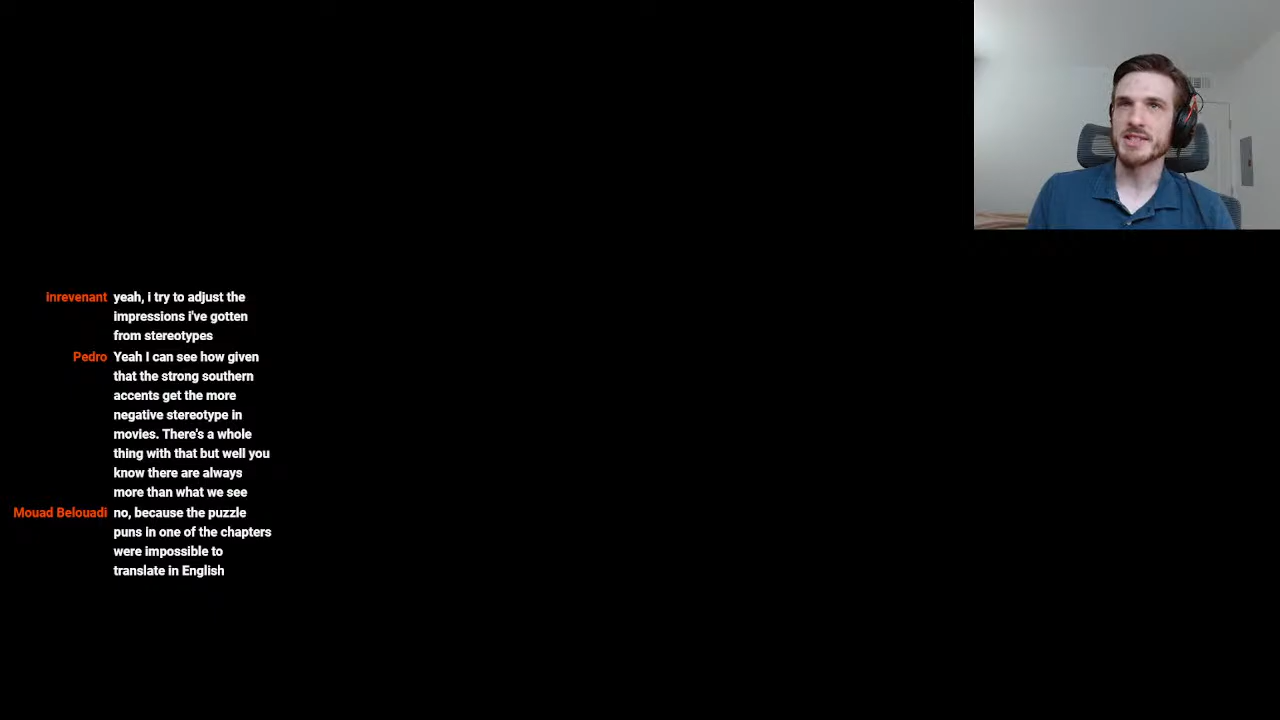 inrevenant yeah, i try to adjust the
impressions i've gotten
from stereotypes
Pedro Yeah I can see how given
that the strong southern
accents get the more
negative stereotype in
movies. There's a whole
thing with that but well you
know there are always
more than what we see
Mouad Belouadi no, because the puzzle
puns in one of the chapters
were impossible to
translate in English